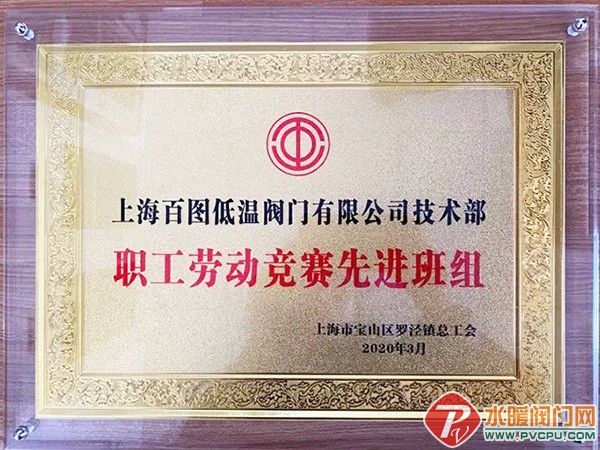 上海百图低温阀门有限公司技术部
职工劳动竞赛先进班组
上海市宝山区罗泾镇总工会
2020年3月
PV 水暖阀门网
WWW.PVCPU.COM